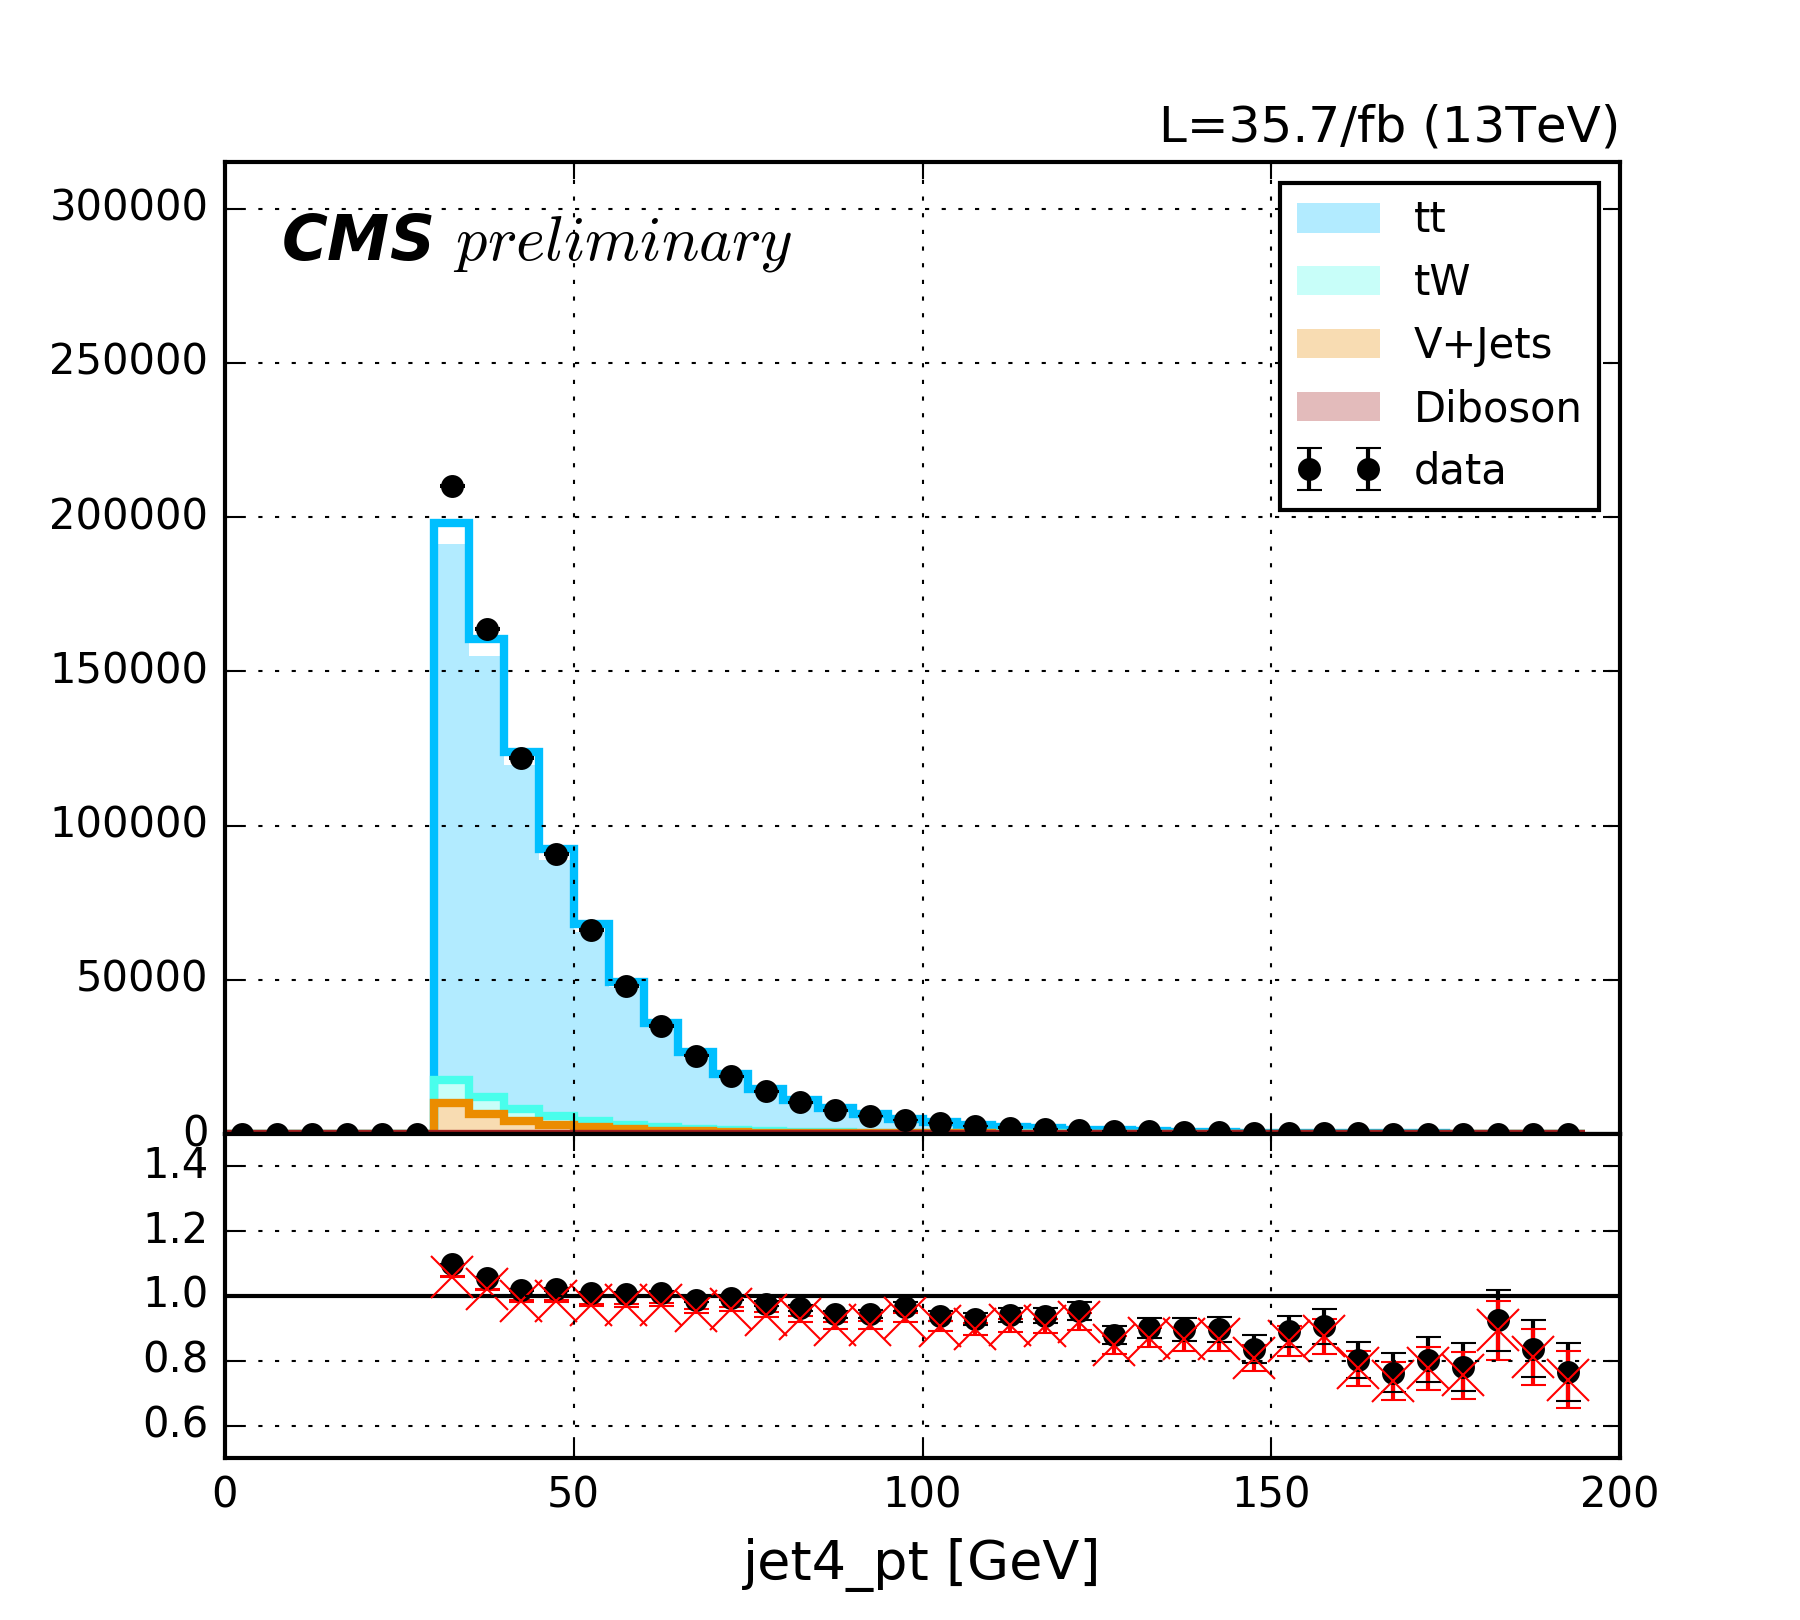 L=35.7/fb (13TeV)
CMS preliminary
tt
tW
V+Jets
Diboson
data
300000
250000
200000
150000
100000
50000
0
1.4
1.2
1.0
0.8
0.6
0 50 100 150 200
jet4_pt [GeV]